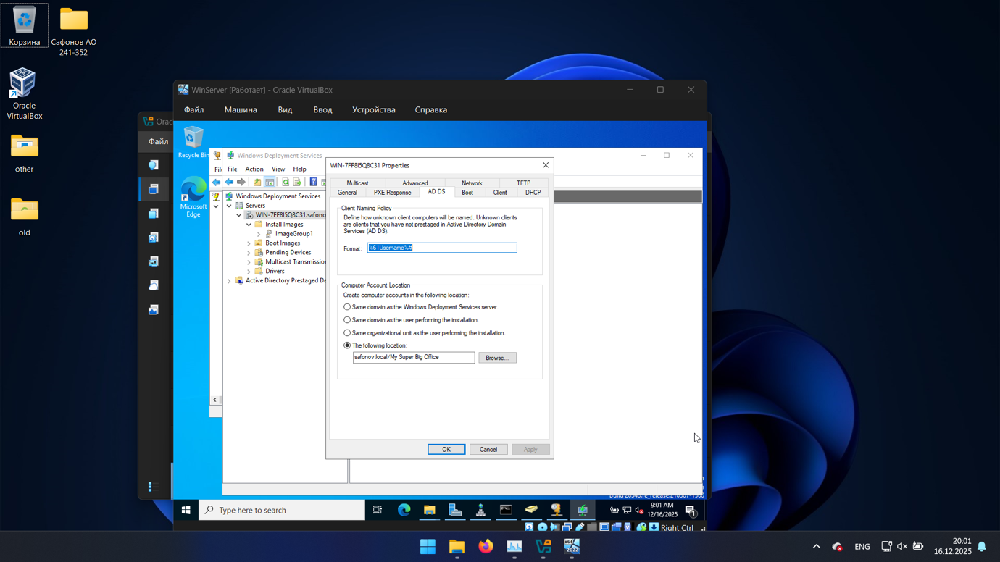 Корзина
Сафонов АО
241-352
Oracle
VirtualBox
other
old
Orac
Файл
WinServer [Работает] - Oracle VirtualBox
Файл Машина Вид Ввод Устройства Справка
Recycle Bin
Microsoft
Edge
File
Windows Deployment Services
File Action View Help
Windows Deployment Services
Servers
WIN-7FF8I5Q8C31.safono
Install Images
ImageGroup1
Boot Images
Pending Devices
Multicast Transmission
Drivers
Active Directory Prestaged De
WIN-7FF8I5Q8C31 Properties
Multicast Advanced Network TFTP
General PXE Response AD DS Boot Client DHCP
Client Naming Policy
Define how unknown client computers will be named. Unknown clients
are clients that you have not prestaged in Active Directory Domain
Services (AD DS).
Format: %61Username%#
Computer Account Location
Create computer accounts in the following location:
Same domain as the Windows Deployment Services server.
Same domain as the user performing the installation.
Same organizational unit as the user performing the installation.
The following location:
safonov.local/My Super Big Office Browse...
OK Cancel Apply
Type here to search
9:01 AM
12/16/2025
1
Right Ctrl
x64
2022
ENG
20:01
16.12.2025